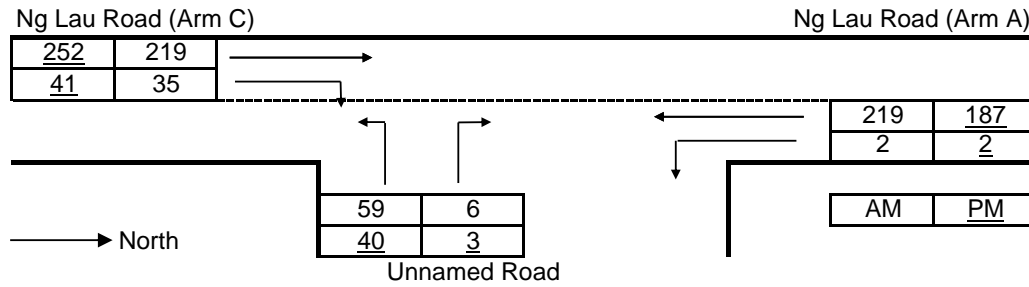 Ng Lau Road (Arm C) Ng Lau Road (Arm A)
252 219
41 35
219 187
2 2
59 6
40 3
AM PM
North
Unnamed Road